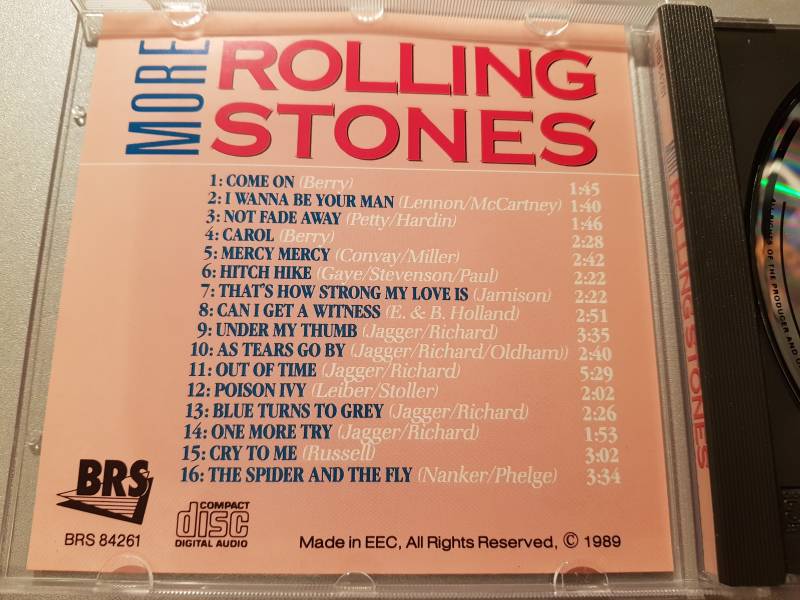 MORE
ROLLING
STONES
1: COME ON (Berry) 1:45
2: I WANNA BE YOUR MAN (Lennon/McCartney) 1:40
3: NOT FADE AWAY (Petty/Hardin) 1:46
4: CAROL (Berry) 2:28
5: MERCY MERCY (Convay/Miller) 2:42
6: HITCH HIKE (Gaye/Stevenson/Paul) 2:22
7: THAT'S HOW STRONG MY LOVE IS (Jamison) 2:22
8: CAN I GET A WITNESS (E. & B. Holland) 2:51
9: UNDER MY THUMB (Jagger/Richard) 3:35
10: AS TEARS GO BY (Jagger/Richard/Oldham)) 2:40
11: OUT OF TIME (Jagger/Richard) 5:29
12: POISON IVY (Leiber/Stoller) 2:02
13: BLUE TURNS TO GREY (Jagger/Richard) 2:26
14: ONE MORE TRY (Jagger/Richard) 1:53
15: CRY TO ME (Russell) 3:02
16: THE SPIDER AND THE FLY (Nanker/Phelge) 3:34
BRS
BRS 84261
COMPACT
disc
DIGITAL AUDIO
Made in EEC, All Rights Reserved, © 1989
ROLLING STONES
OF THE PRODUCER AND